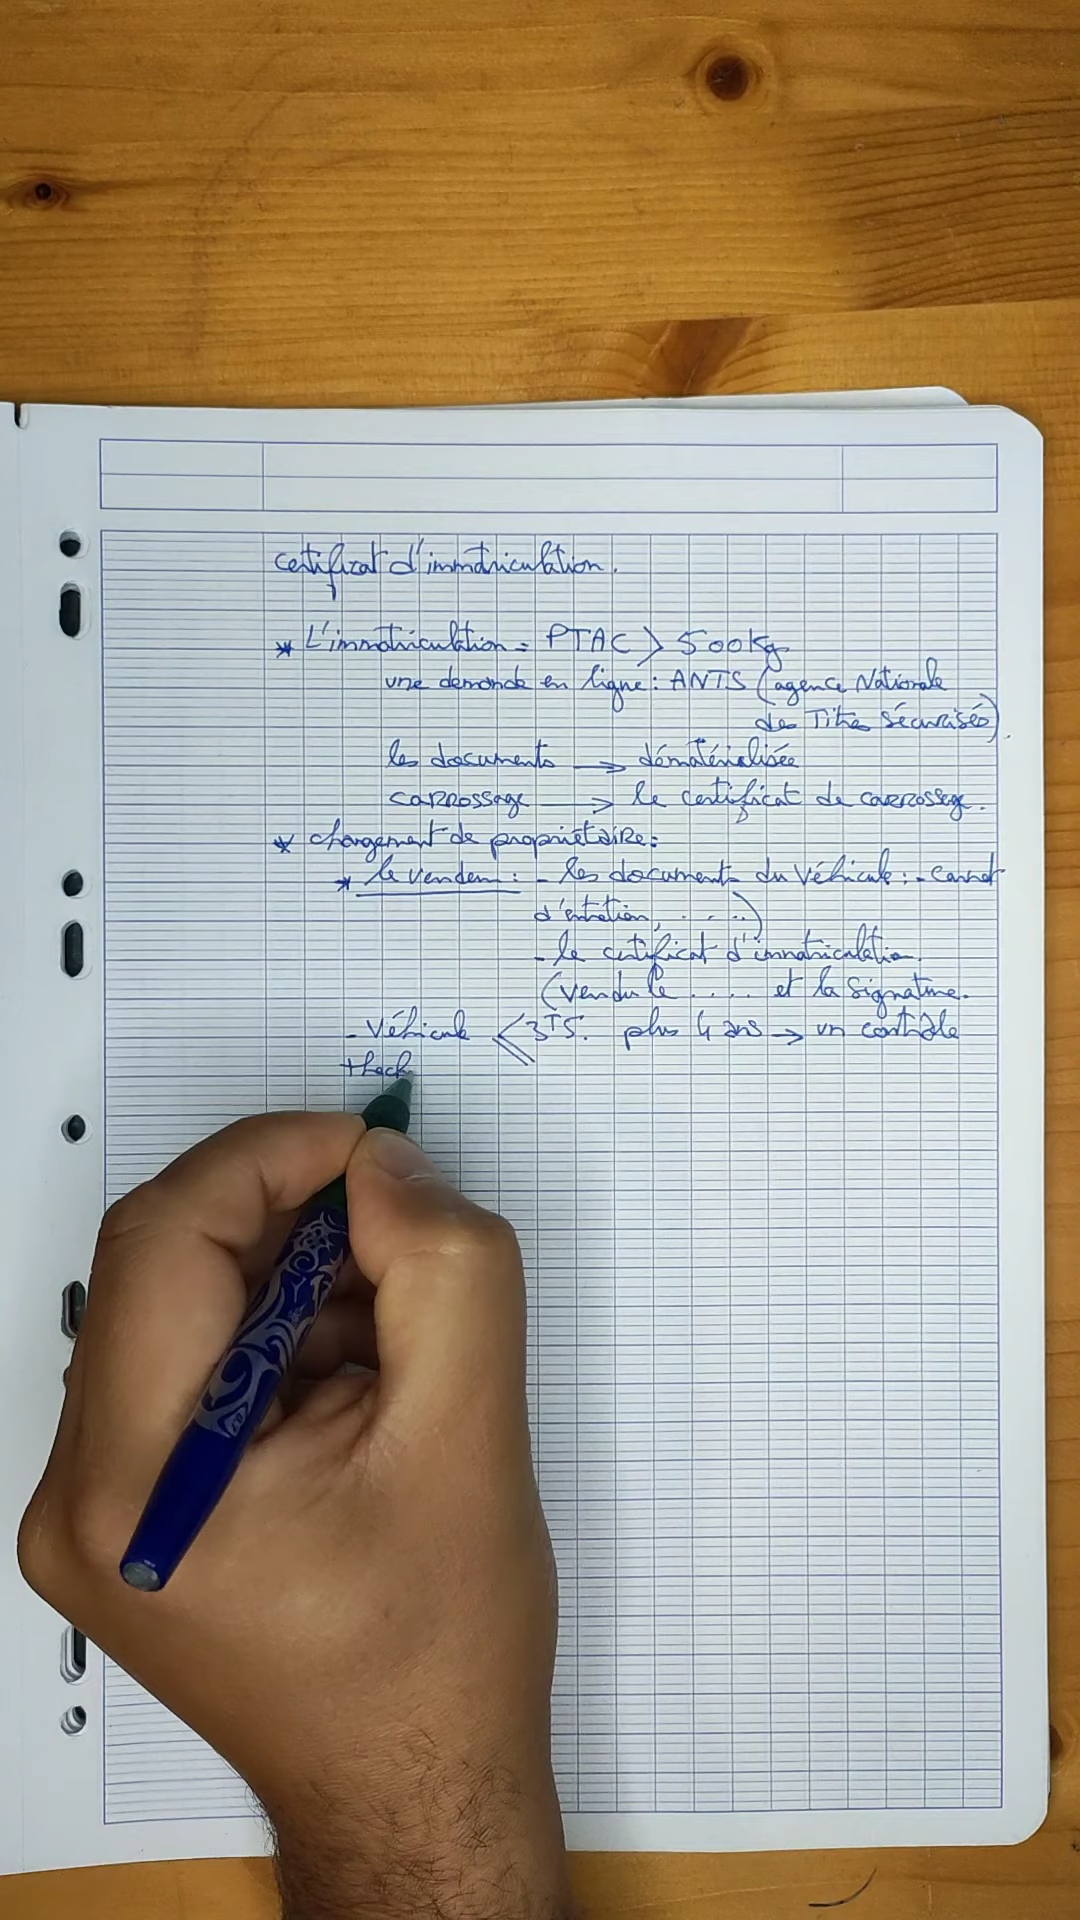 certificat d'immatriculation.
* L'immatriculation = PTAC > 500Kg
une demande en ligne : ANTS (agence Nationale
des Titres sécurisés).
les documents → dématérialisée
carrossage → le certificat de carrossage.
* changement de propriétaire :
* le vendeur : - les documents du véhicule : - carnet
d'entretien, . . . .)
- le certificat d'immatriculation.
(vendu le . . . . et la signature.
- Véhicule ⩽ 3T5. plus 4 ans → un contrôle
tech